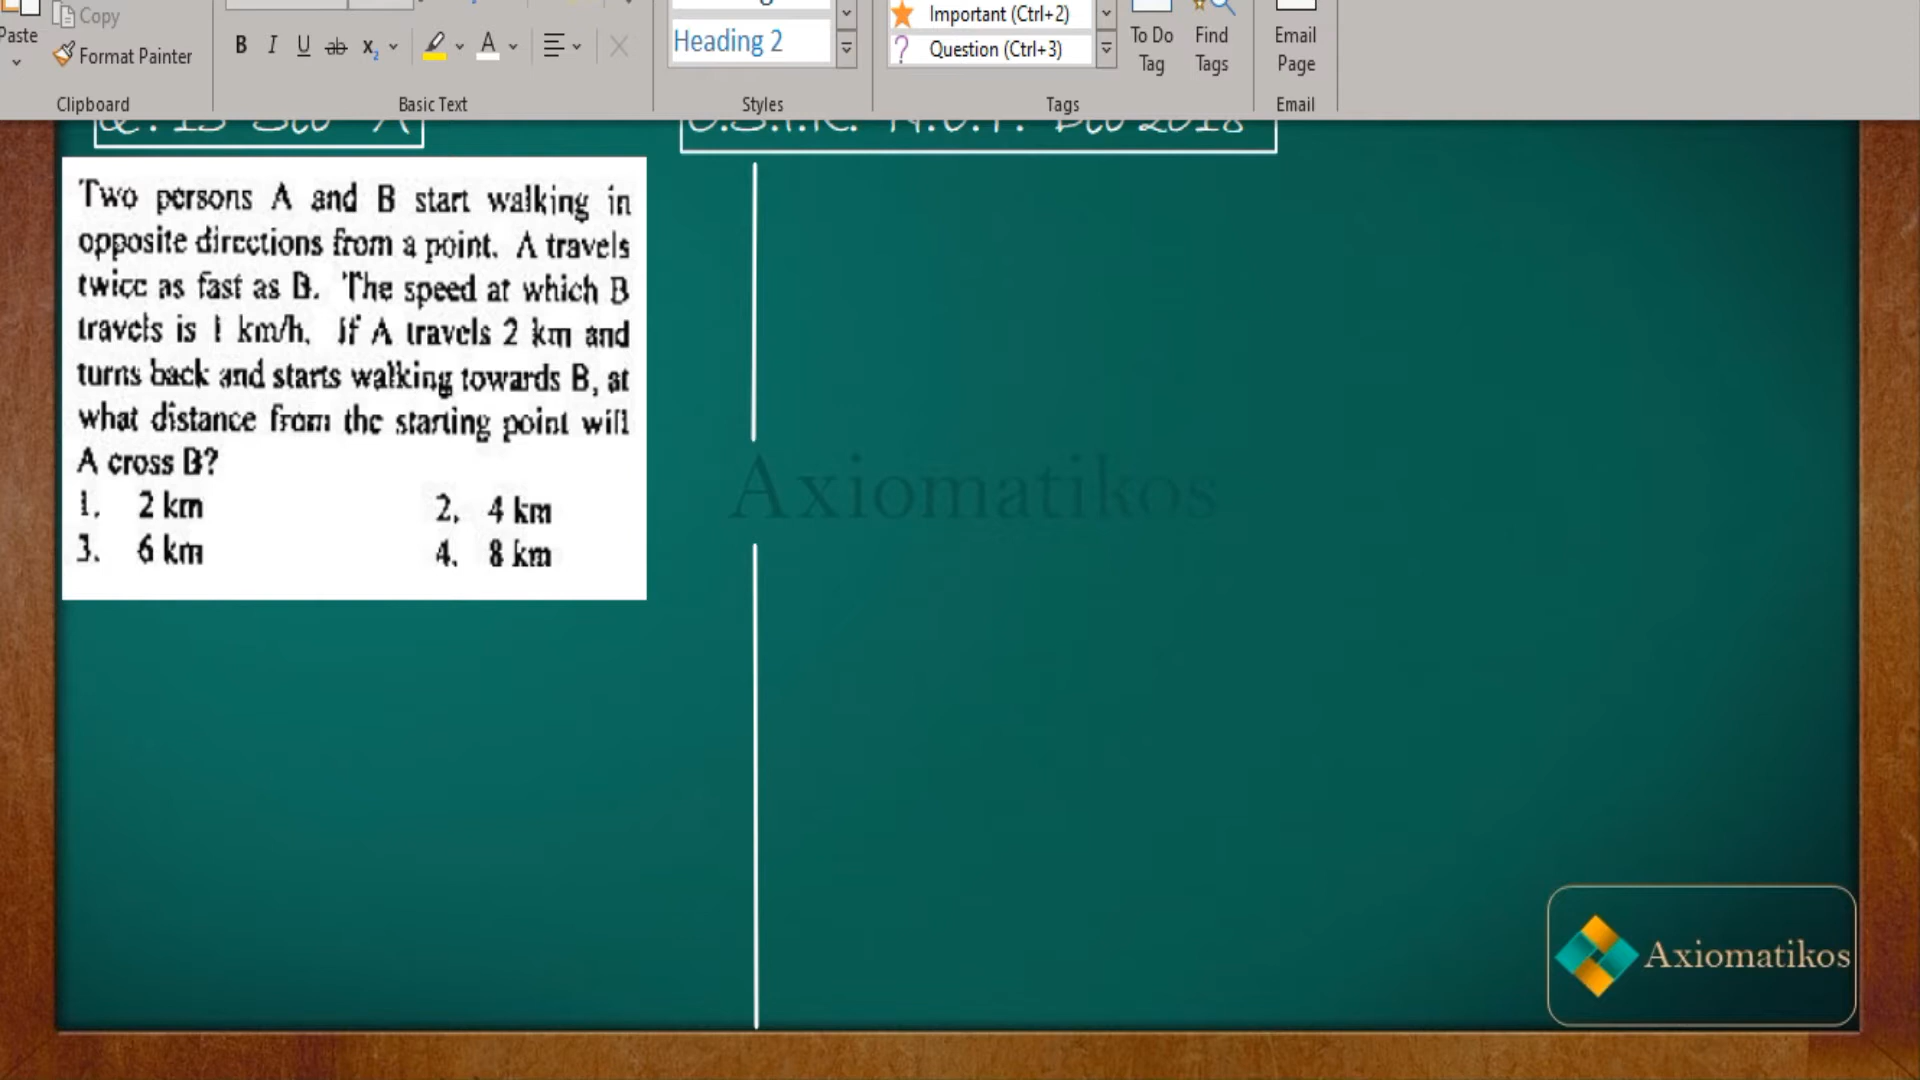 Copy
Paste
Format Painter
B I U ab x₂ A
Heading 2
Important (Ctrl+2)
Question (Ctrl+3)
To Do Tag
Find Tags
Email Page
Clipboard
Basic Text
Styles
Tags
Email
Two persons A and B start walking in
opposite directions from a point. A travels
twice as fast as B. The speed at which B
travels is 1 km/h. If A travels 2 km and
turns back and starts walking towards B, at
what distance from the starting point will
A cross B?
1. 2 km 2. 4 km
3. 6 km 4. 8 km
Axiomatikos
Axiomatikos